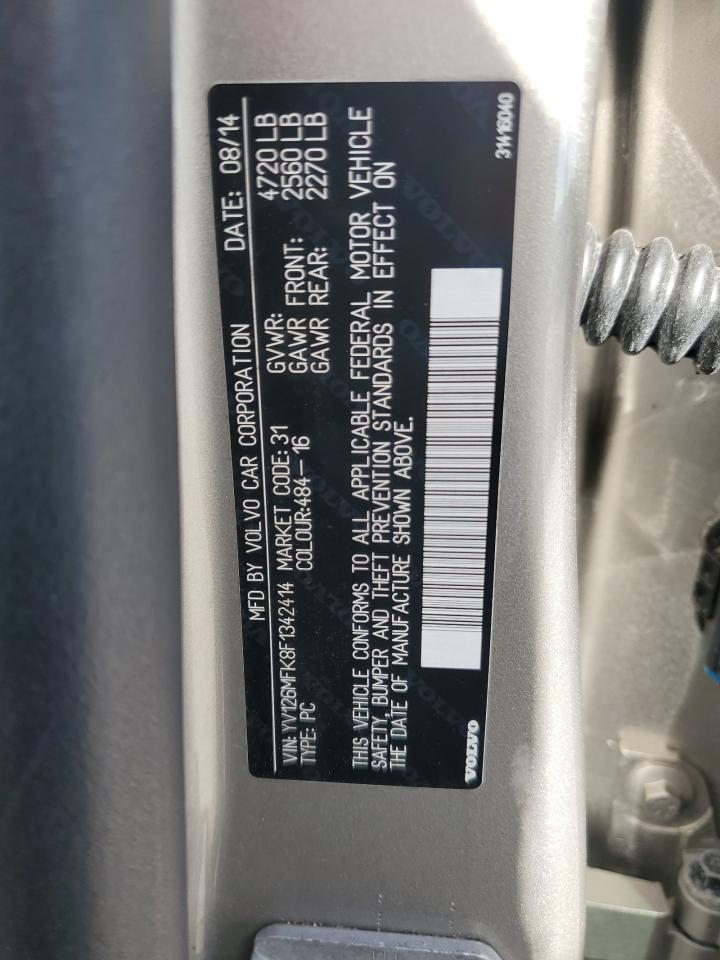 MFD BY VOLVO CAR CORPORATION DATE: 08/14
VIN: YV126MFK8F1342414 MARKET CODE: 31 GVWR: 4720 LB
TYPE: PC COLOUR:484-16 GAWR FRONT: 2560 LB
GAWR REAR: 2270 LB
THIS VEHICLE CONFORMS TO ALL APPLICABLE FEDERAL MOTOR VEHICLE
SAFETY, BUMPER AND THEFT PREVENTION STANDARDS IN EFFECT ON
THE DATE OF MANUFACTURE SHOWN ABOVE.
VOLVO
31416040